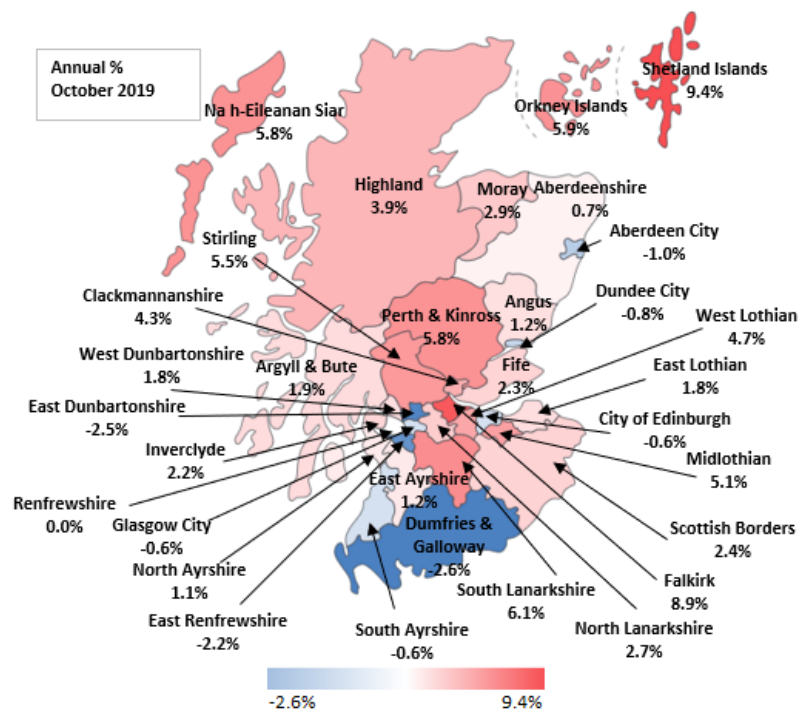 Annual %
October 2019
Shetland Islands
9.4%
Na h-Eileanan Siar
5.8%
Orkney Islands
5.9%
Highland
3.9%
Moray
2.9%
Aberdeenshire
0.7%
Aberdeen City
-1.0%
Stirling
5.5%
Clackmannanshire
4.3%
Perth & Kinross
5.8%
Angus
1.2%
Dundee City
-0.8%
West Lothian
4.7%
West Dunbartonshire
1.8%
Argyll & Bute
1.9%
Fife
2.3%
East Lothian
1.8%
East Dunbartonshire
-2.5%
City of Edinburgh
-0.6%
Inverclyde
2.2%
Midlothian
5.1%
East Ayrshire
1.2%
Renfrewshire
0.0%
Glasgow City
-0.6%
Dumfries &
Galloway
-2.6%
Scottish Borders
2.4%
North Ayrshire
1.1%
South Lanarkshire
6.1%
Falkirk
8.9%
East Renfrewshire
-2.2%
South Ayrshire
-0.6%
North Lanarkshire
2.7%
-2.6%
9.4%